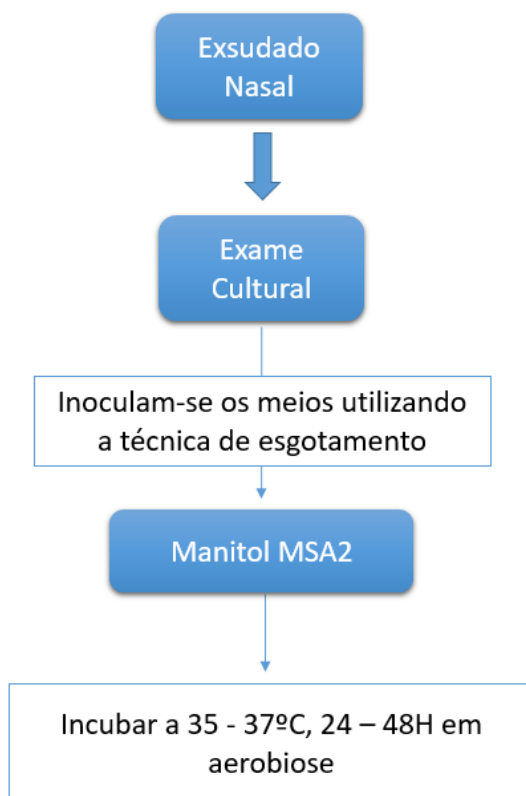 Exsudado
Nasal
Exame
Cultural
Inoculam-se os meios utilizando
a técnica de esgotamento
Manitol MSA2
Incubar a 35 - 37ºC, 24 – 48H em
aerobiose